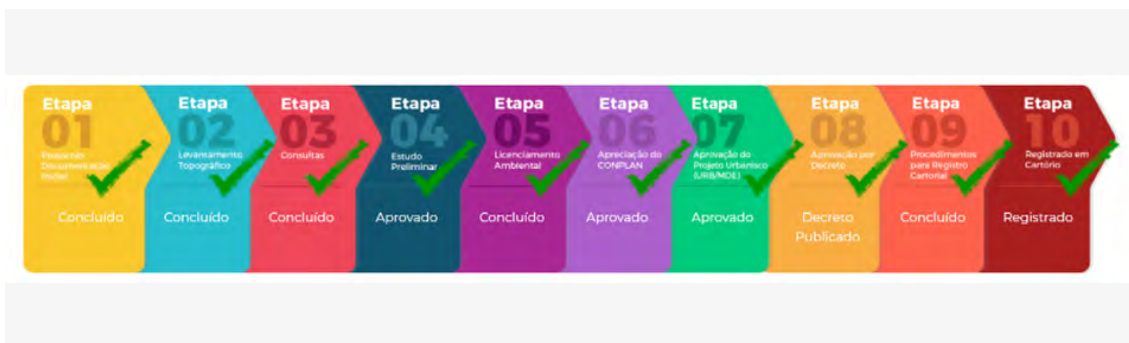 Etapa
01
Documentação
Concluído
Etapa
02
Levantamento
Topográfico
Concluído
Etapa
03
Consultas
Concluído
Etapa
04
Estudo
Preliminar
Aprovado
Etapa
05
Licenciamento
Ambiental
Concluído
Etapa
06
Apreciação do
CONPLAN
Aprovado
Etapa
07
Aprovação do
Projeto Urbanístico
(URB/MDE)
Aprovado
Etapa
08
Aprovação por
Decreto
Decreto
Publicado
Etapa
09
Procedimentos
para Registro
Cartorial
Concluído
Etapa
10
Registrado em
Cartório
Registrado